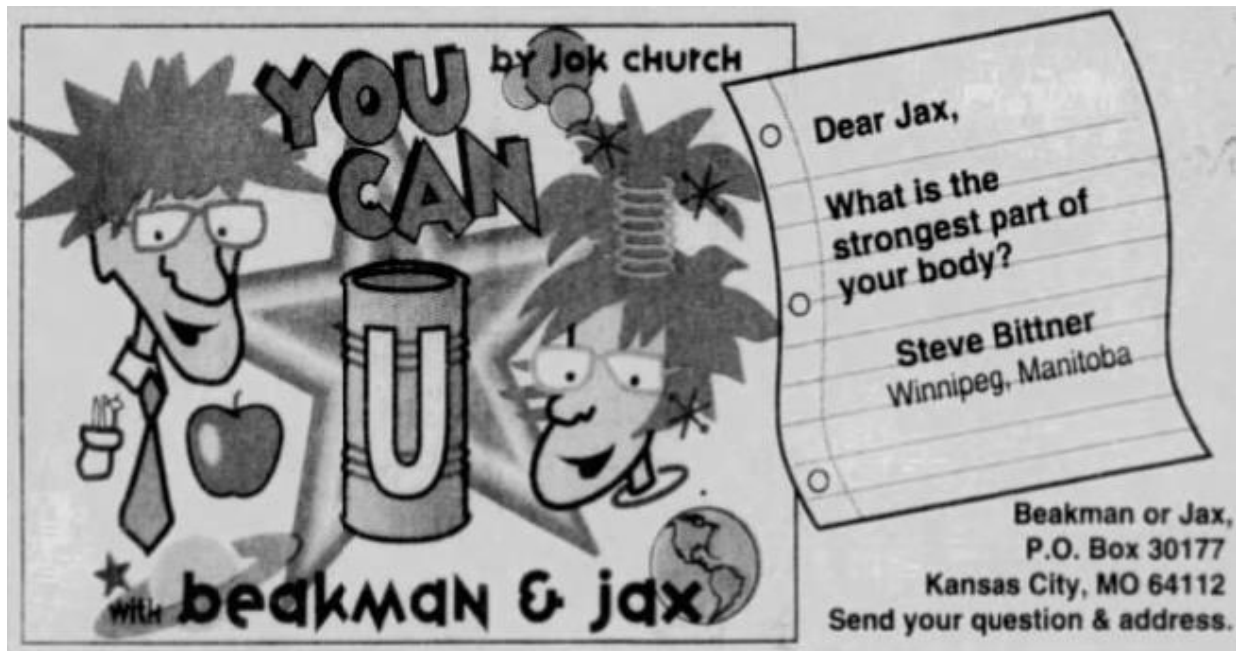 YOU
CAN
by Jok CHURCH
U
with beakman & jax
Dear Jax,
What is the
strongest part of
your body?
Steve Bittner
Winnipeg, Manitoba
Beakman or Jax,
P.O. Box 30177
Kansas City, MO 64112
Send your question & address.